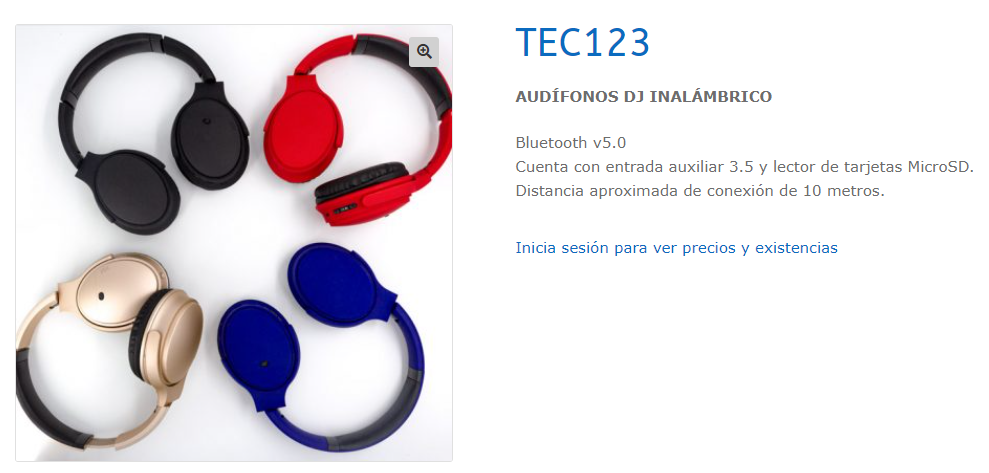 TEC123
AUDÍFONOS DJ INALÁMBRICO
Bluetooth v5.0
Cuenta con entrada auxiliar 3.5 y lector de tarjetas MicroSD.
Distancia aproximada de conexión de 10 metros.
Inicia sesión para ver precios y existencias